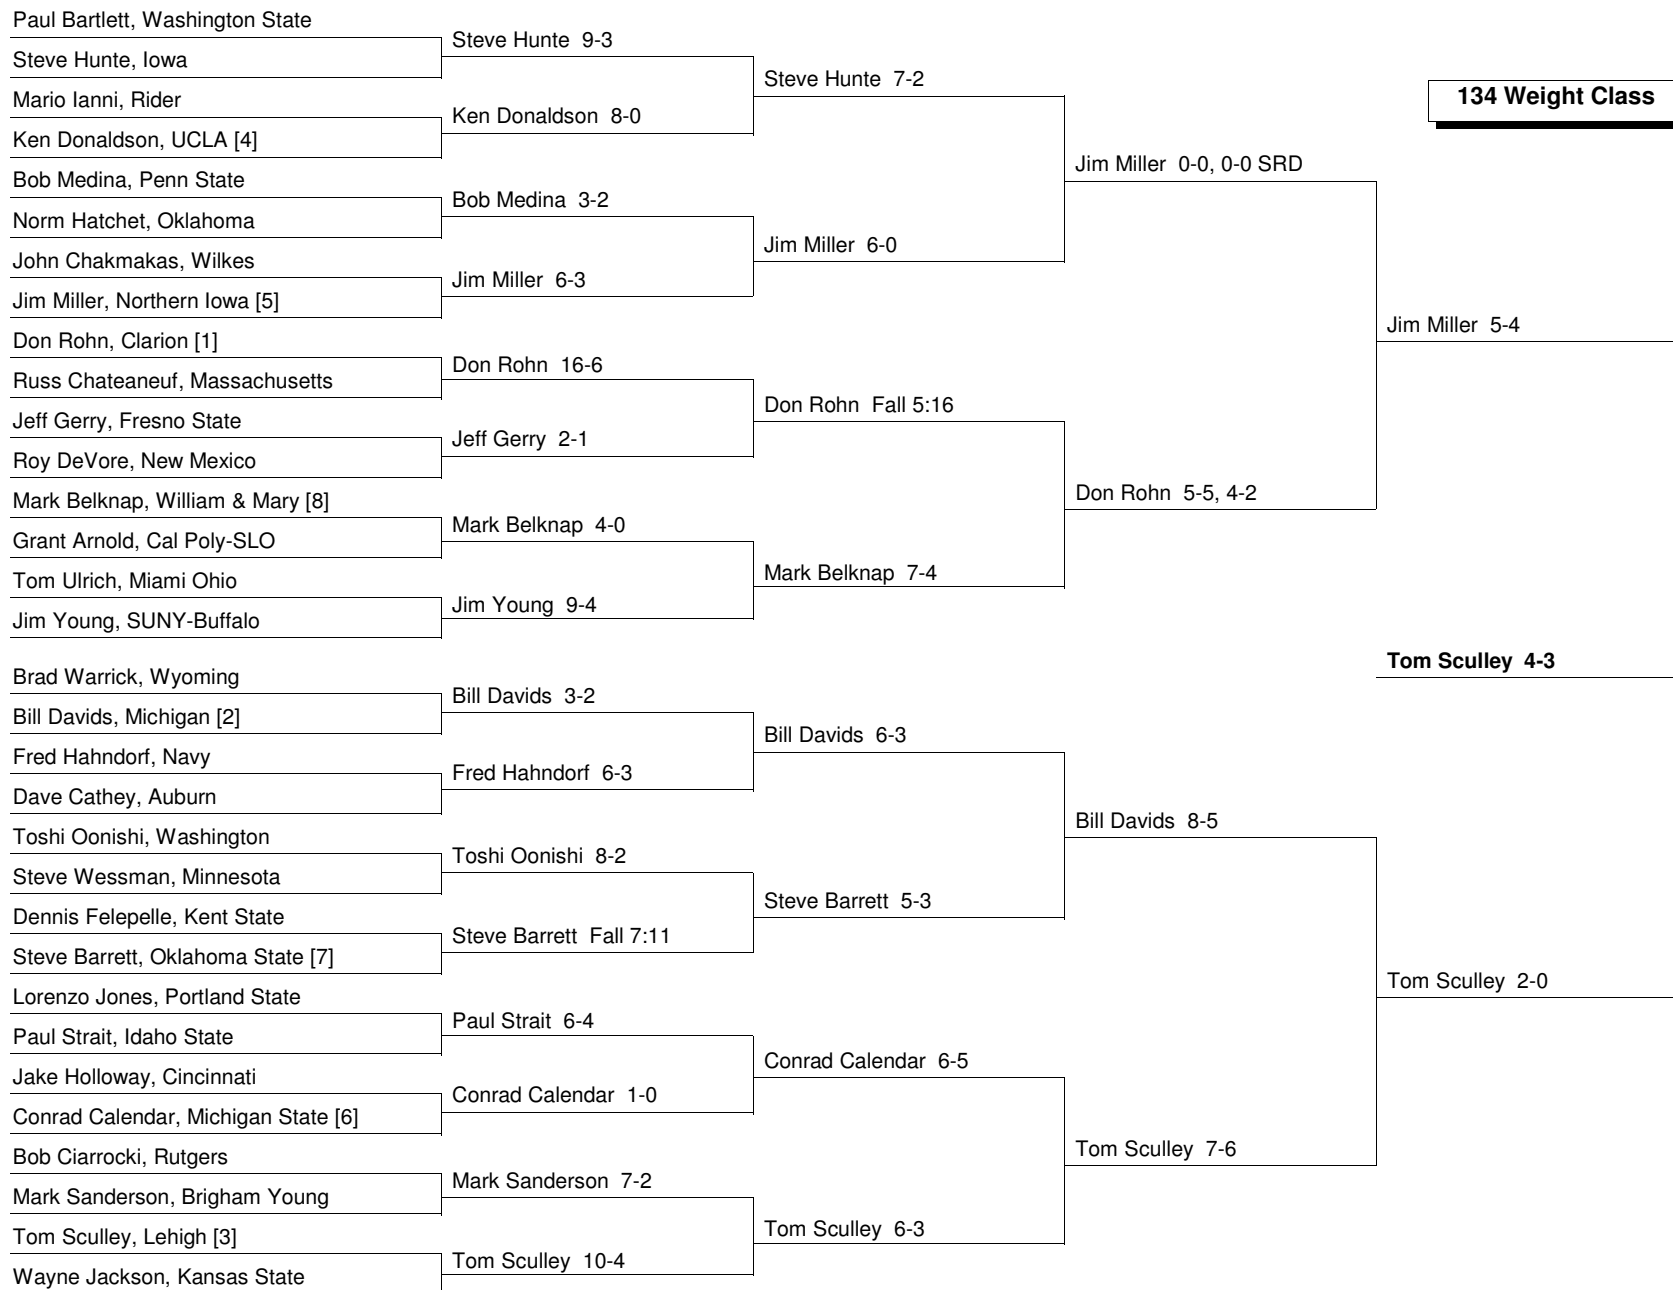 Paul Bartlett, Washington State
Steve Hunte, Iowa
Mario Ianni, Rider
Ken Donaldson, UCLA [4]
Bob Medina, Penn State
Norm Hatchet, Oklahoma
John Chakmakas, Wilkes
Jim Miller, Northern Iowa [5]
Don Rohn, Clarion [1]
Russ Chateaneuf, Massachusetts
Jeff Gerry, Fresno State
Roy DeVore, New Mexico
Mark Belknap, William & Mary [8]
Grant Arnold, Cal Poly-SLO
Tom Ulrich, Miami Ohio
Jim Young, SUNY-Buffalo
Brad Warrick, Wyoming
Bill Davids, Michigan [2]
Fred Hahndorf, Navy
Dave Cathey, Auburn
Toshi Oonishi, Washington
Steve Wessman, Minnesota
Dennis Felepelle, Kent State
Steve Barrett, Oklahoma State [7]
Lorenzo Jones, Portland State
Paul Strait, Idaho State
Jake Holloway, Cincinnati
Conrad Calendar, Michigan State [6]
Bob Ciarrocki, Rutgers
Mark Sanderson, Brigham Young
Tom Sculley, Lehigh [3]
Wayne Jackson, Kansas State
Steve Hunte 9-3
Ken Donaldson 8-0
Bob Medina 3-2
Jim Miller 6-3
Don Rohn 16-6
Jeff Gerry 2-1
Mark Belknap 4-0
Jim Young 9-4
Bill Davids 3-2
Fred Hahndorf 6-3
Toshi Oonishi 8-2
Steve Barrett Fall 7:11
Paul Strait 6-4
Conrad Calendar 1-0
Mark Sanderson 7-2
Tom Sculley 10-4
Steve Hunte 7-2
Jim Miller 6-0
Don Rohn Fall 5:16
Mark Belknap 7-4
Bill Davids 6-3
Steve Barrett 5-3
Conrad Calendar 6-5
Tom Sculley 6-3
Jim Miller 0-0, 0-0 SRD
Don Rohn 5-5, 4-2
Bill Davids 8-5
Tom Sculley 7-6
134 Weight Class
Jim Miller 5-4
Tom Sculley 4-3
Tom Sculley 2-0